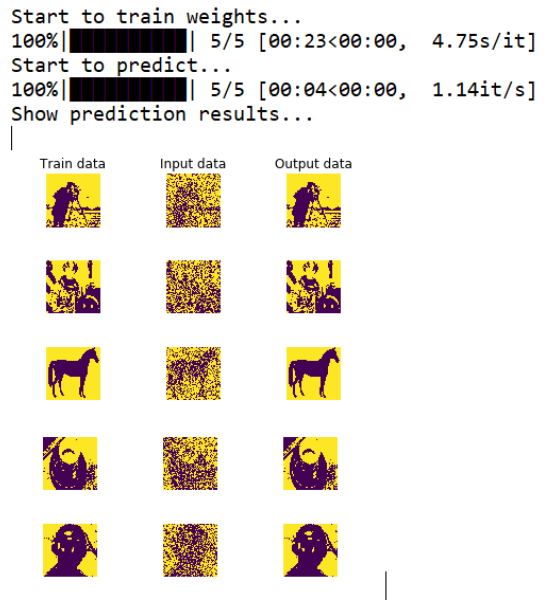 Start to train weights...
100%|██████████| 5/5 [00:23<00:00,  4.75s/it]
Start to predict...
100%|██████████| 5/5 [00:04<00:00,  1.14it/s]
Show prediction results...
Train data Input data Output data